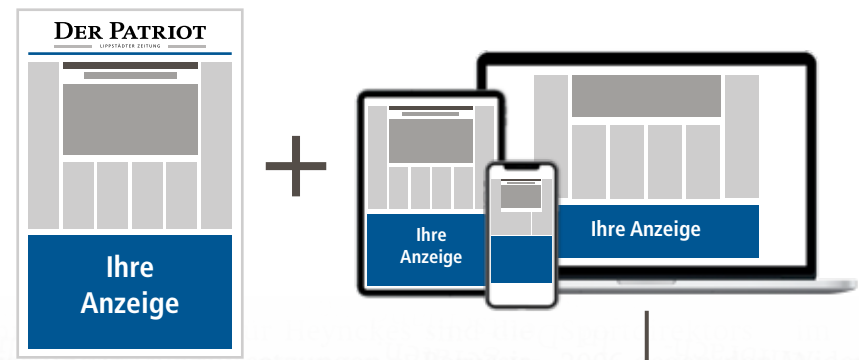 DER PATRIOT
LIPPSTÄDTER ZEITUNG
Ihre
Anzeige
Ihre
Anzeige
Ihre Anzeige